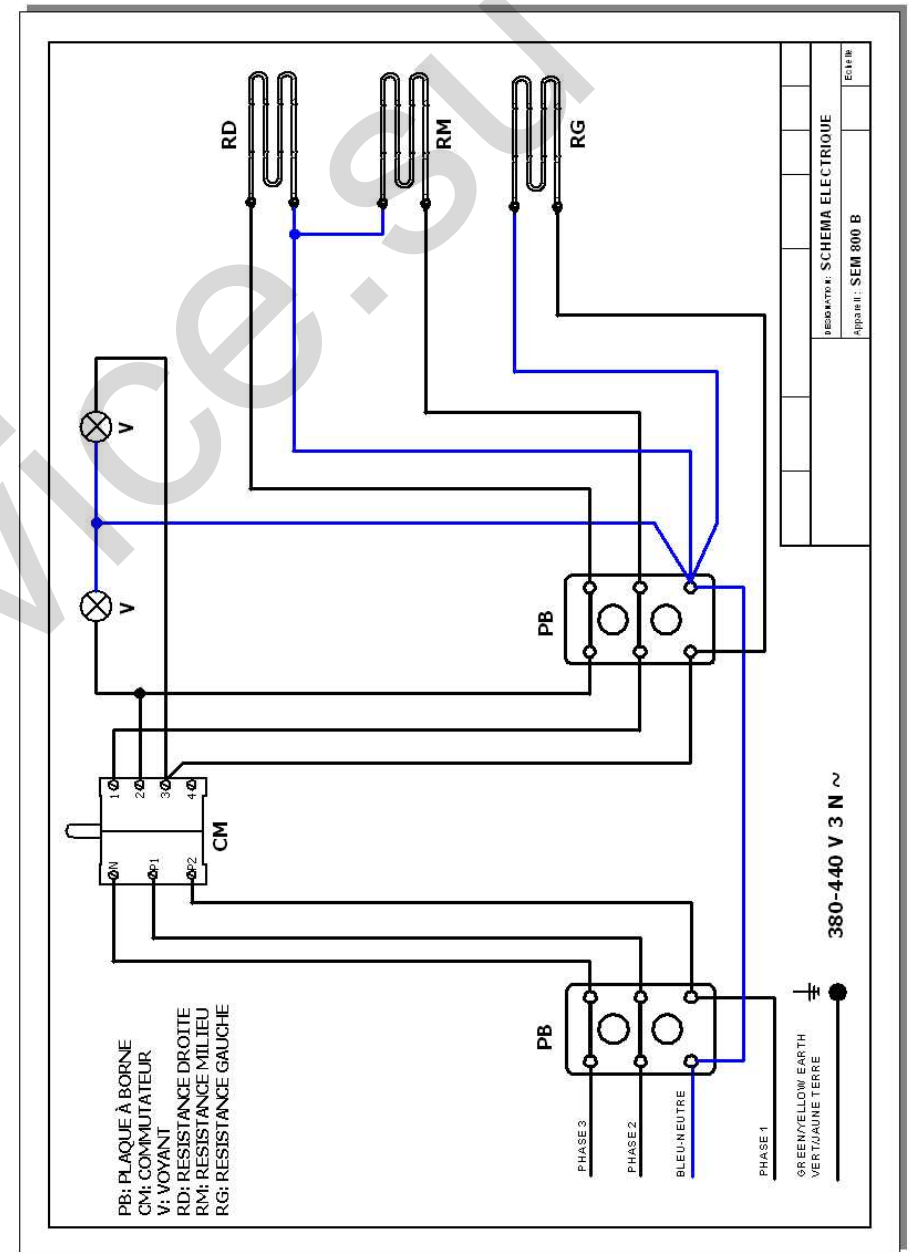 PB: PLAQUE À BORNE
CM: COMMUTATEUR
V: VOYANT
RD: RESISTANCE DROITE
RM: RESISTANCE MILIEU
RG: RESISTANCE GAUCHE
N
P1
P2
CM
1
2
3
4
V
V
RD
RM
RG
PB
PB
PHASE 3
PHASE 2
BLEU-NEUTRE
PHASE 1
GREEN/YELLOW EARTH
VERT/JAUNE TERRE
380-440 V 3 N ~
DESIGNATION: SCHEMA ELECTRIQUE
Appareil: SEM 800 B
Echelle
vice.su